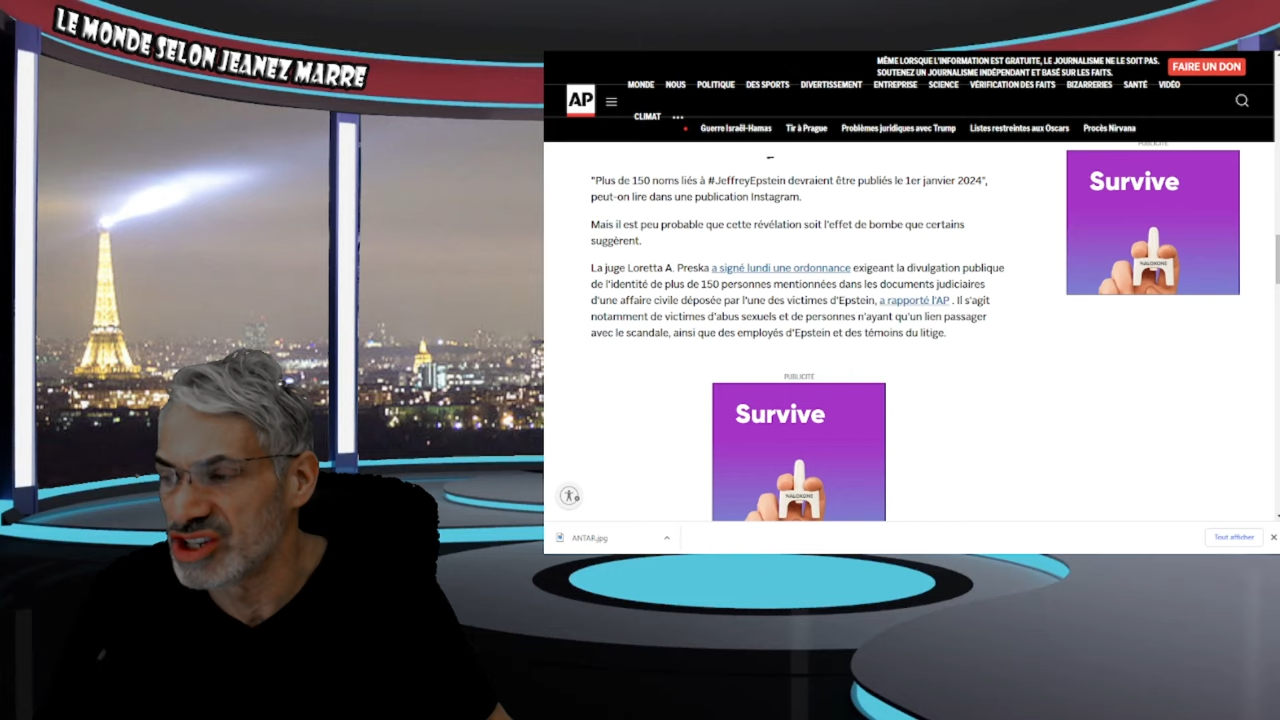 LE MONDE SELON JEANEZ MARRE
MÊME LORSQUE L'INFORMATION EST GRATUITE, LE JOURNALISME NE LE SOIT PAS.
SOUTENEZ UN JOURNALISME INDÉPENDANT ET BASÉ SUR LES FAITS.
FAIRE UN DON
AP
MONDE NOUS POLITIQUE DES SPORTS DIVERTISSEMENT ENTREPRISE SCIENCE VÉRIFICATION DES FAITS BIZARRERIES SANTÉ VIDÉO
CLIMAT ...
Guerre Israël-Hamas Tir à Prague Problèmes juridiques avec Trump Listes restreintes aux Oscars Procès Nirvana
PUBLICITÉ
"Plus de 150 noms liés à #JeffreyEpstein devraient être publiés le 1er janvier 2024",
peut-on lire dans une publication Instagram.
Mais il est peu probable que cette révélation soit l'effet de bombe que certains
suggèrent.
La juge Loretta A. Preska a signé lundi une ordonnance exigeant la divulgation publique
de l'identité de plus de 150 personnes mentionnées dans les documents judiciaires
d'une affaire civile déposée par l'une des victimes d'Epstein, a rapporté l'AP . Il s'agit
notamment de victimes d'abus sexuels et de personnes n'ayant qu'un lien passager
avec le scandale, ainsi que des employés d'Epstein et des témoins du litige.
Survive
NALOXONE
PUBLICITÉ
Survive
NALOXONE
ANTAR.jpg
Tout afficher